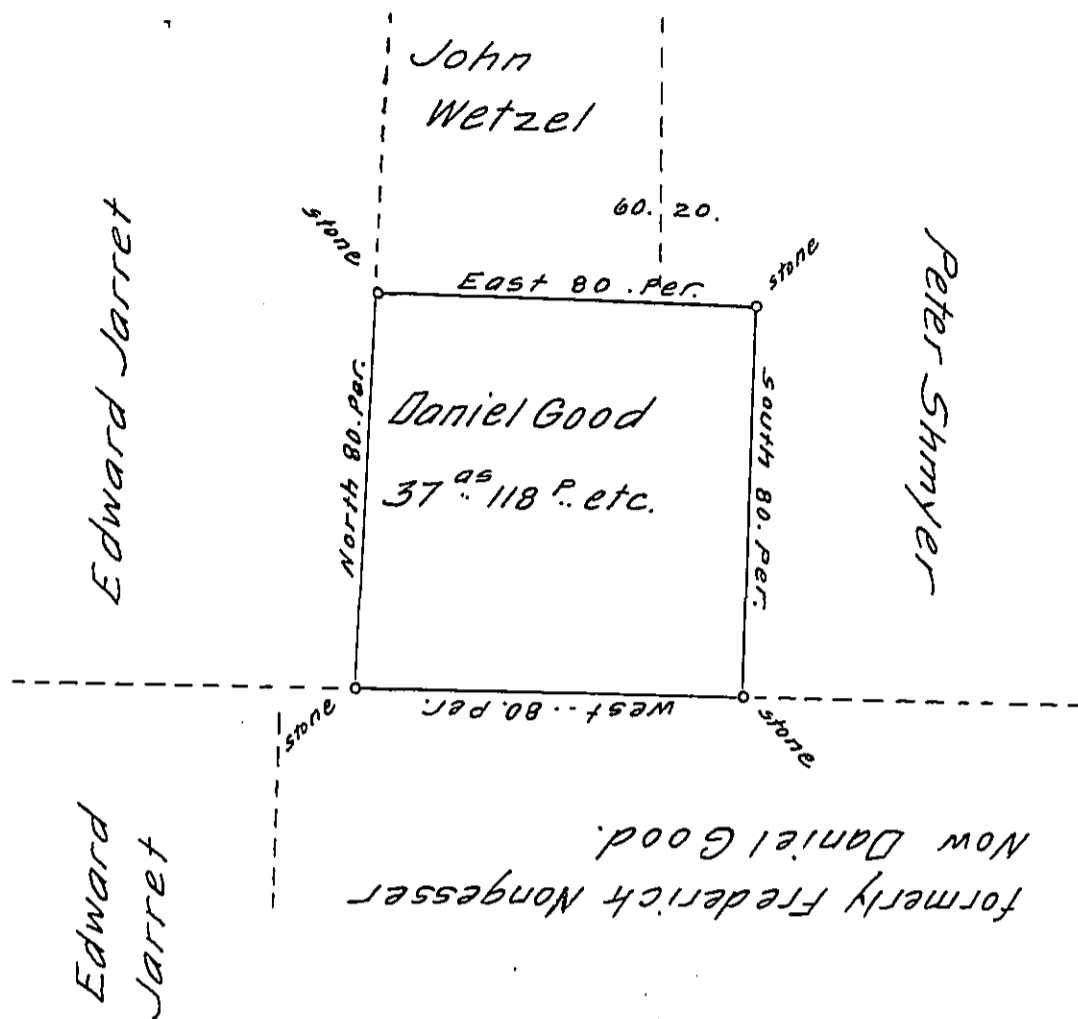 John
Wetzel
60. 20.
stone
stone
East 80. Per.
Edward Jarret
North 80. Per.
Daniel Good
37 as 118 P. etc.
South 80. Per.
Peter Shmyer
West.. 80. Per.
stone
stone
formerly Frederick Nongesser
Now Daniel Good.
Edward
Jarret